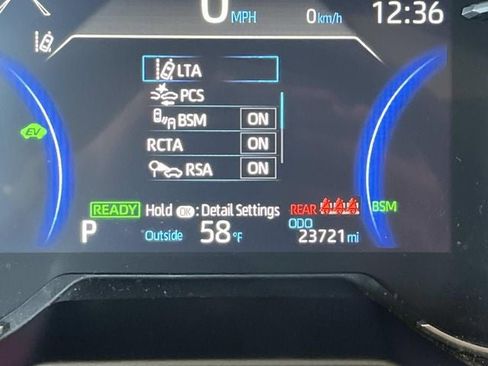 0 MPH 0 km/h 12:36
LTA
PCS
EV
BSM ON
RCTA ON
RSA ON
READY Hold OK : Detail Settings REAR BSM
ODO
P Outside 58 °F 23721 mi